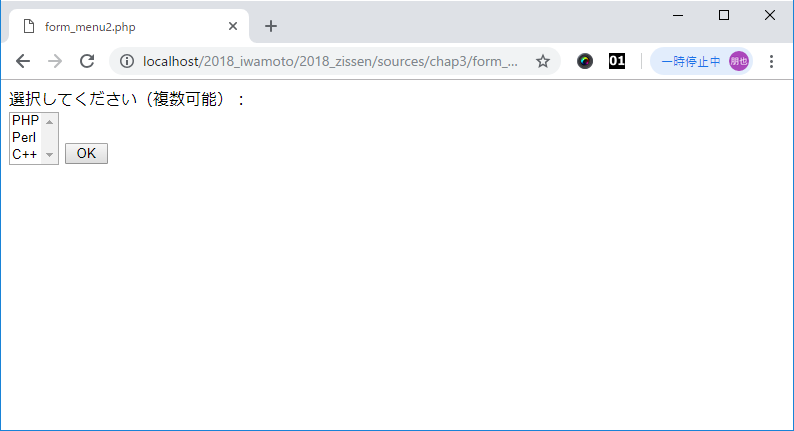 form_menu2.php
localhost/2018_iwamoto/2018_zissen/sources/chap3/form_...
01
一時停止中
朋也
選択してください（複数可能）：
PHP
Perl
C++
OK